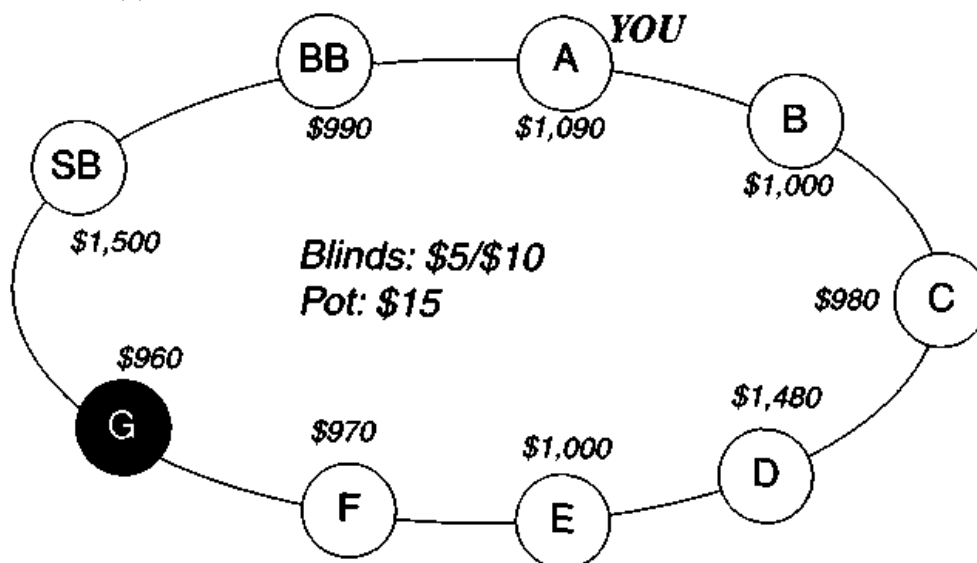 YOU
BB
A
B
$990
$1,090
SB
$1,000
$1,500
Blinds: $5/$10
Pot: $15
$980
C
$960
$1,480
G
$970
$1,000
D
F
E